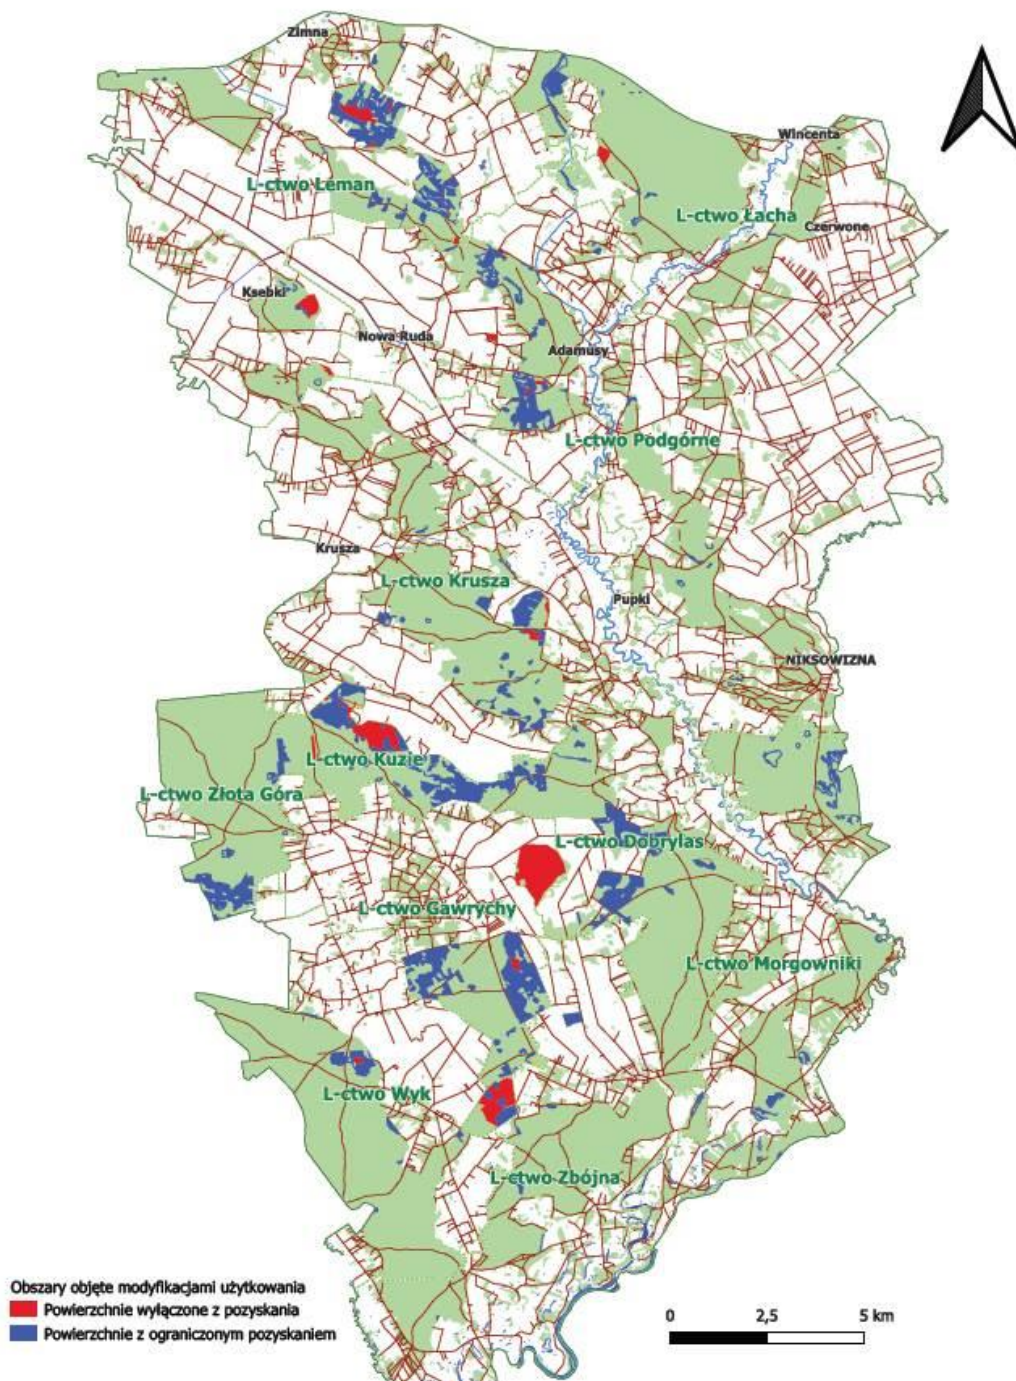 Zimna
Wincenta
L-ctwo Łeman
L-ctwo Łacha
Czerwone
Ksebki
Nowa Ruda
Adamusy
L-ctwo Podgórne
Krusza
L-ctwo Krusza
Pupki
NIKSOWIZNA
L-ctwo Kuzie
L-ctwo Złota Góra
L-ctwo Dobrylas
L-ctwo Gawrychy
L-ctwo Morgowniki
L-ctwo Wyk
L-ctwo Zbójna
Obszary objęte modyfikacjami użytkowania
Powierzchnie wyłączone z pozyskania
Powierzchnie z ograniczonym pozyskaniem
0 2,5 5 km